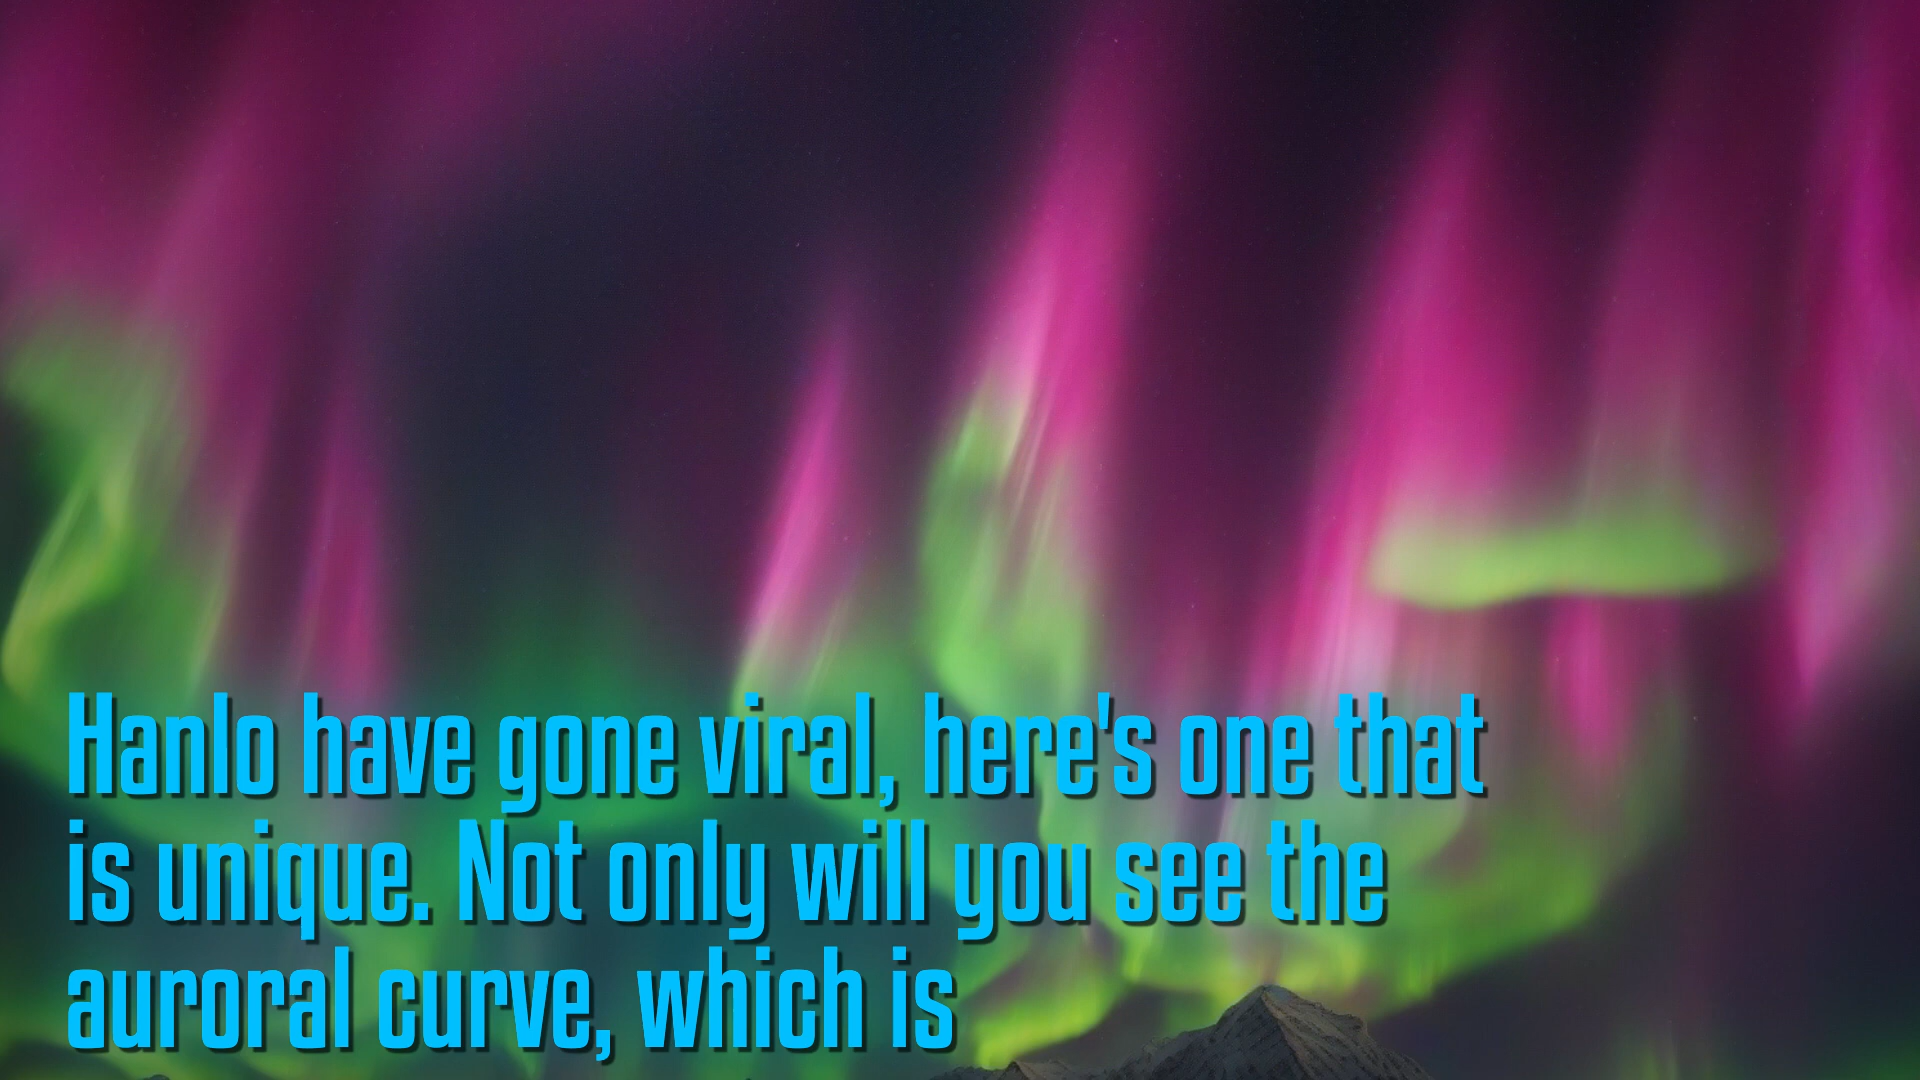 Hanlo have gone viral, here's one that
is unique. Not only will you see the
auroral curve, which is